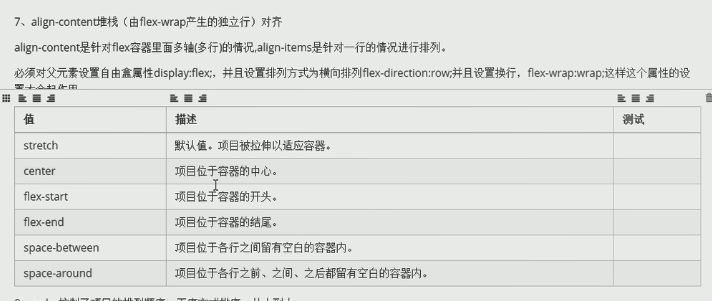 7、align-content堆栈（由flex-wrap产生的独立行）对齐
align-content是针对flex容器里面多轴(多行)的情况,align-items是针对一行的情况进行排列。
必须对父元素设置自由盒属性display:flex;，并且设置排列方式为横向排列flex-direction:row;并且设置换行，flex-wrap:wrap;这样这个属性的设
置才会起作用
值 描述 测试
stretch 默认值。项目被拉伸以适应容器。
center 项目位于容器的中心。
flex-start 项目位于容器的开头。
flex-end 项目位于容器的结尾。
space-between 项目位于各行之间留有空白的容器内。
space-around 项目位于各行之前、之间、之后都留有空白的容器内。